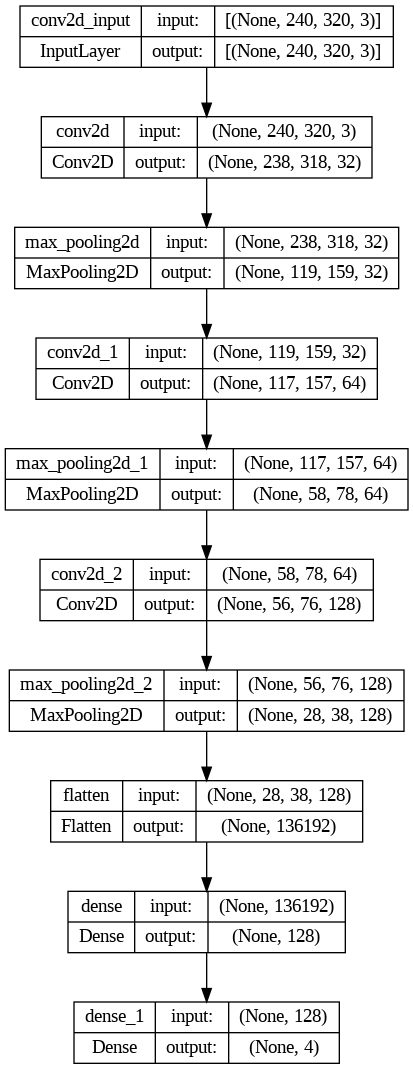 conv2d_input input: [(None, 240, 320, 3)]
InputLayer output: [(None, 240, 320, 3)]
conv2d input: (None, 240, 320, 3)
Conv2D output: (None, 238, 318, 32)
max_pooling2d input: (None, 238, 318, 32)
MaxPooling2D output: (None, 119, 159, 32)
conv2d_1 input: (None, 119, 159, 32)
Conv2D output: (None, 117, 157, 64)
max_pooling2d_1 input: (None, 117, 157, 64)
MaxPooling2D output: (None, 58, 78, 64)
conv2d_2 input: (None, 58, 78, 64)
Conv2D output: (None, 56, 76, 128)
max_pooling2d_2 input: (None, 56, 76, 128)
MaxPooling2D output: (None, 28, 38, 128)
flatten input: (None, 28, 38, 128)
Flatten output: (None, 136192)
dense input: (None, 136192)
Dense output: (None, 128)
dense_1 input: (None, 128)
Dense output: (None, 4)